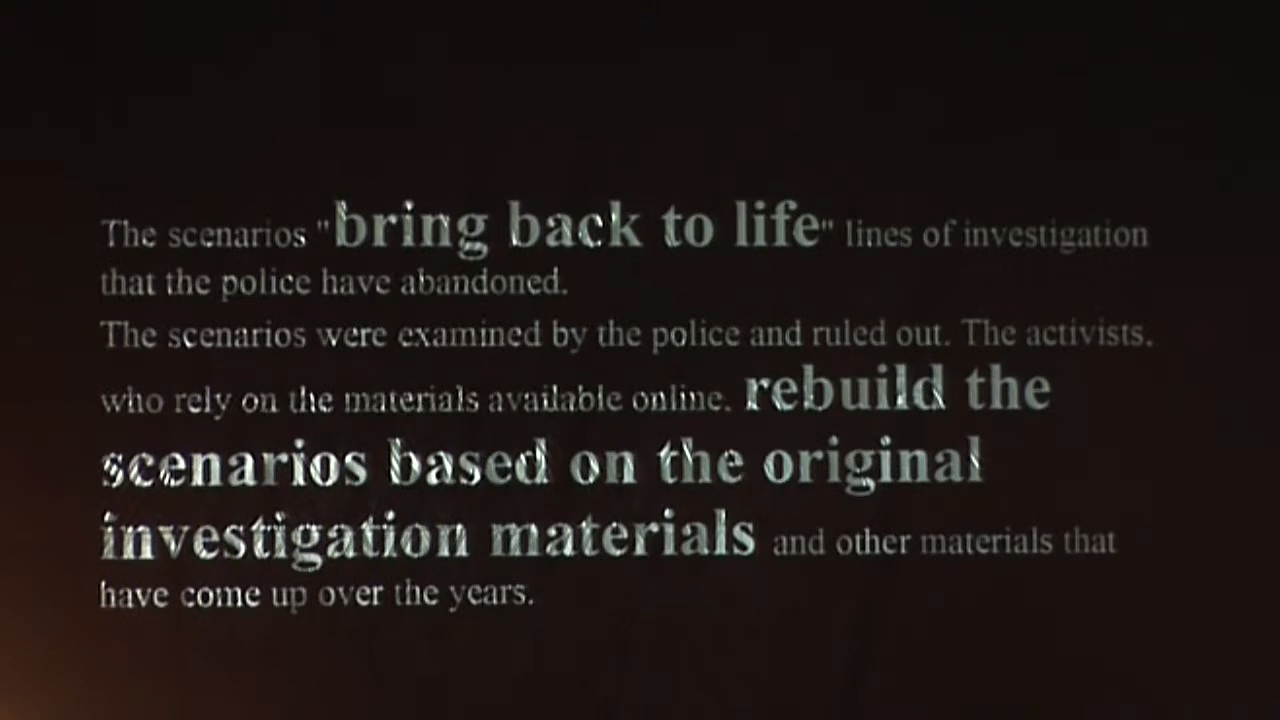 The scenarios "bring back to life" lines of investigation
that the police have abandoned.
The scenarios were examined by the police and ruled out. The activists,
who rely on the materials available online, rebuild the
scenarios based on the original
investigation materials and other materials that
have come up over the years.